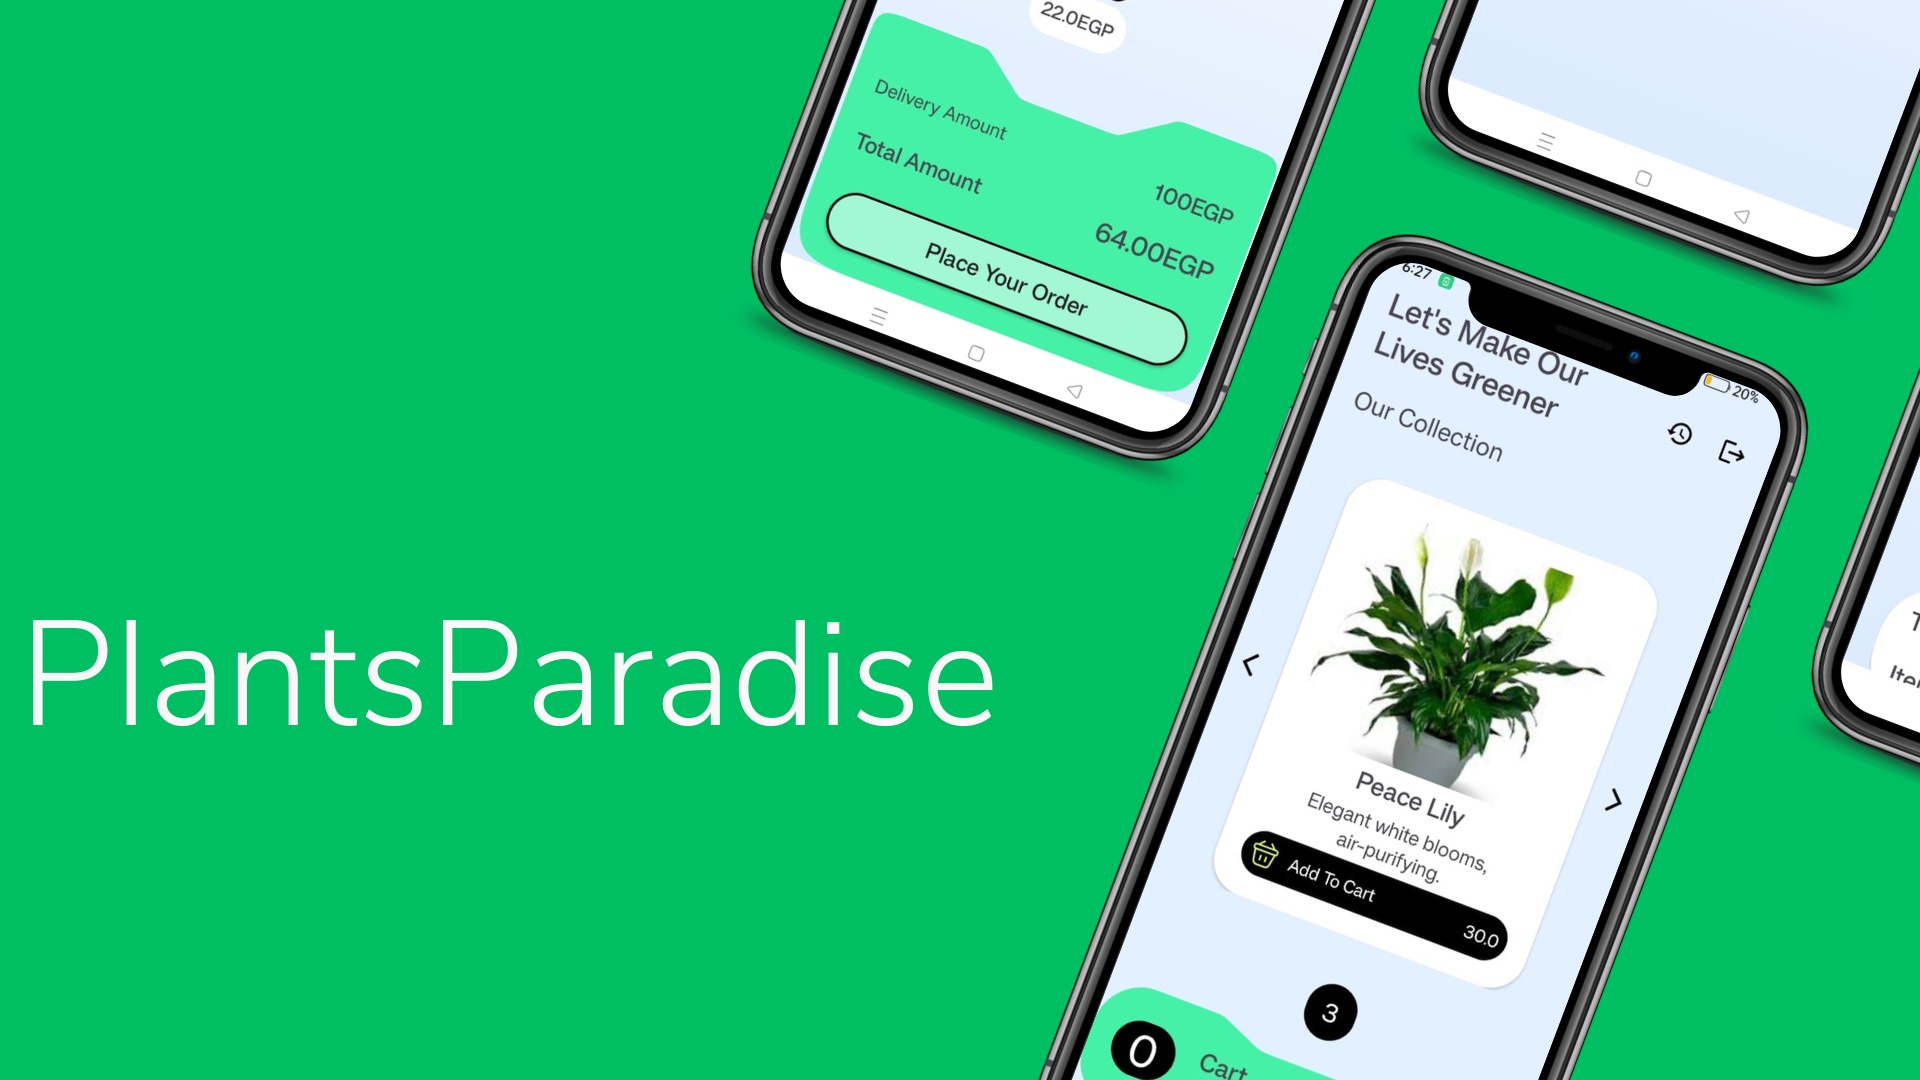 22.0EGP
Delivery Amount
100EGP
Total Amount
64.00EGP
Place Your Order
PlantsParadise
6:27
20%
Let's Make Our
Lives Greener
Our Collection
Peace Lily
Elegant white blooms,
air-purifying.
Add To Cart
30.0
3
0
Cart